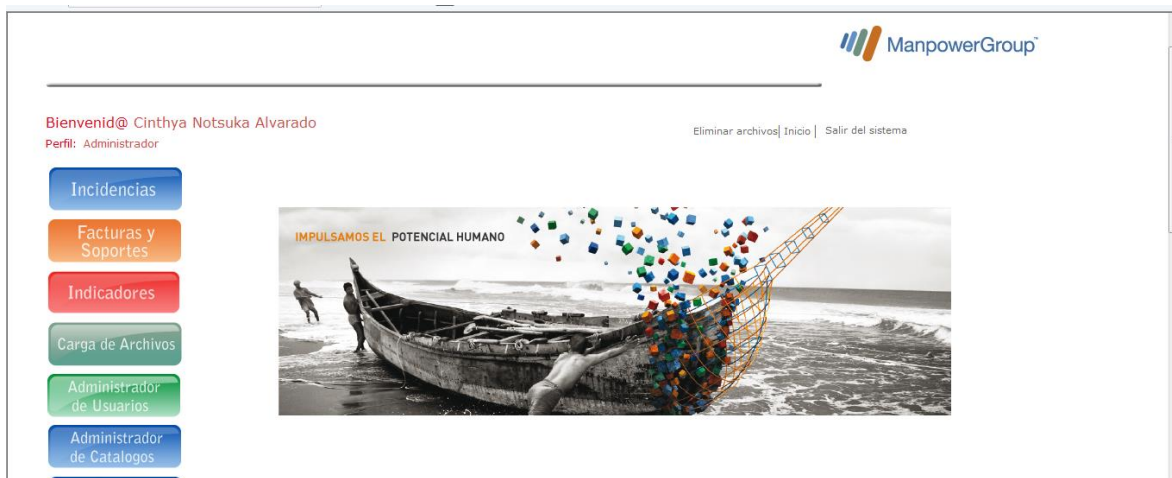 ManpowerGroup™
Bienvenid@ Cinthya Notsuka Alvarado
Perfil: Administrador
Eliminar archivos| Inicio | Salir del sistema
Incidencias
Facturas y
Soportes
Indicadores
Carga de Archivos
Administrador
de Usuarios
Administrador
de Catalogos
IMPULSAMOS EL POTENCIAL HUMANO